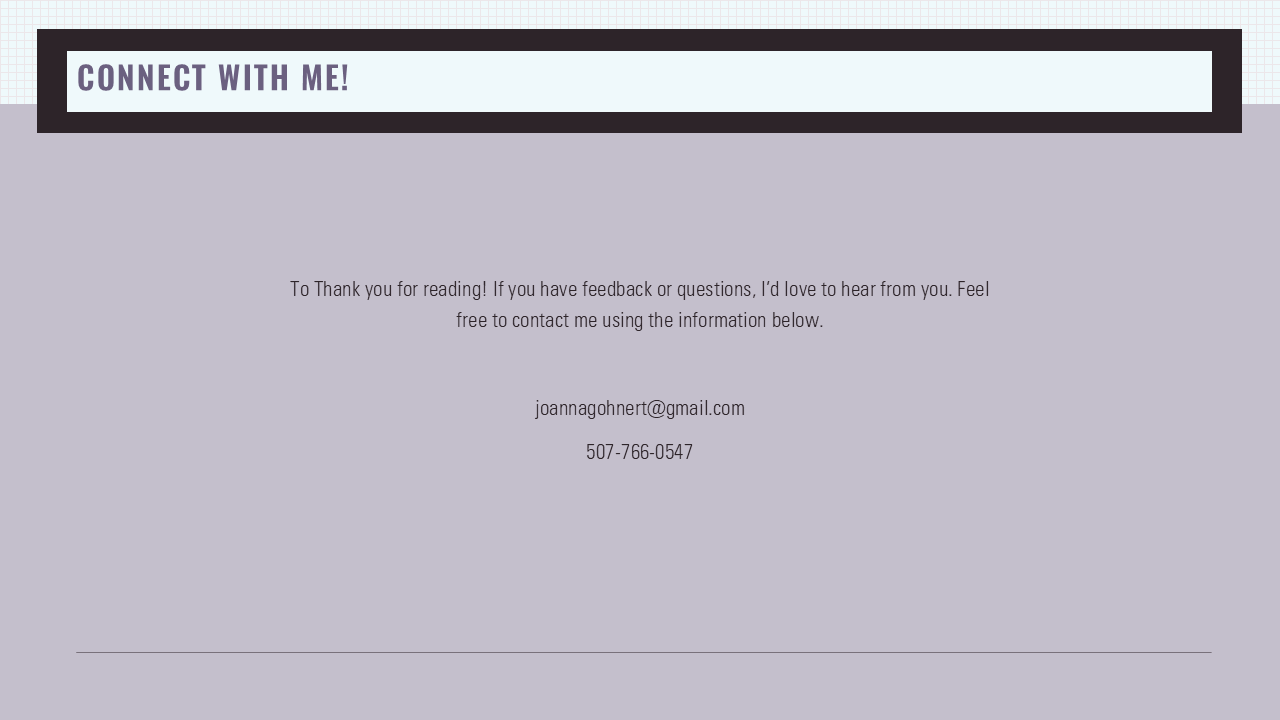 CONNECT WITH ME!
To Thank you for reading! If you have feedback or questions, I'd love to hear from you. Feel
free to contact me using the information below.
joannagohnert@gmail.com
507-766-0547